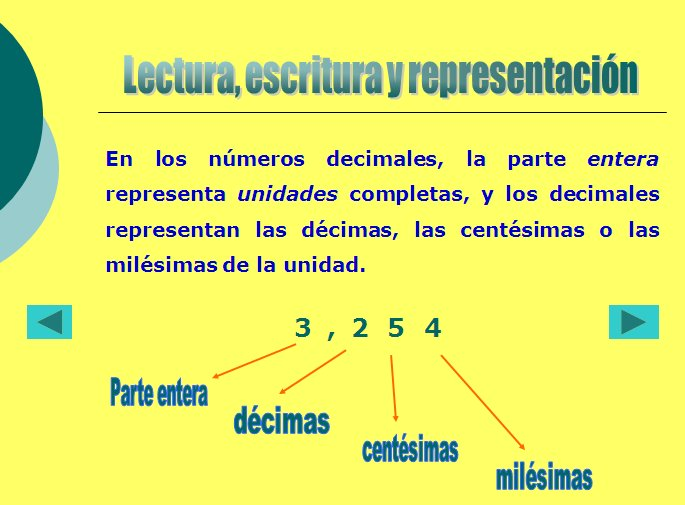 Lectura, escritura y representación
En los números decimales, la parte entera
representa unidades completas, y los decimales
representan las décimas, las centésimas o las
milésimas de la unidad.
3 , 2 5 4
Parte entera
décimas
centésimas
milésimas